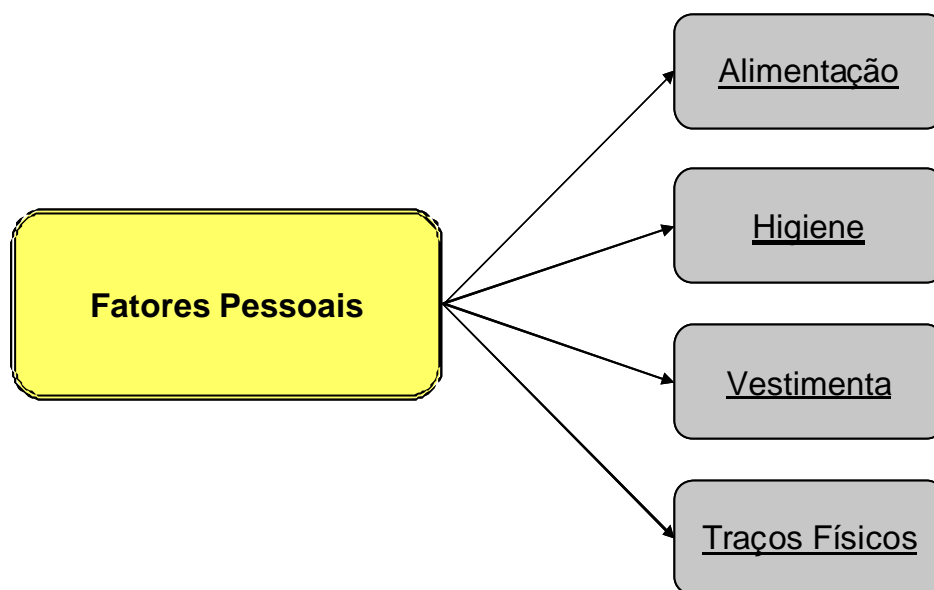 Alimentação
Higiene
Fatores Pessoais
Vestimenta
Traços Físicos